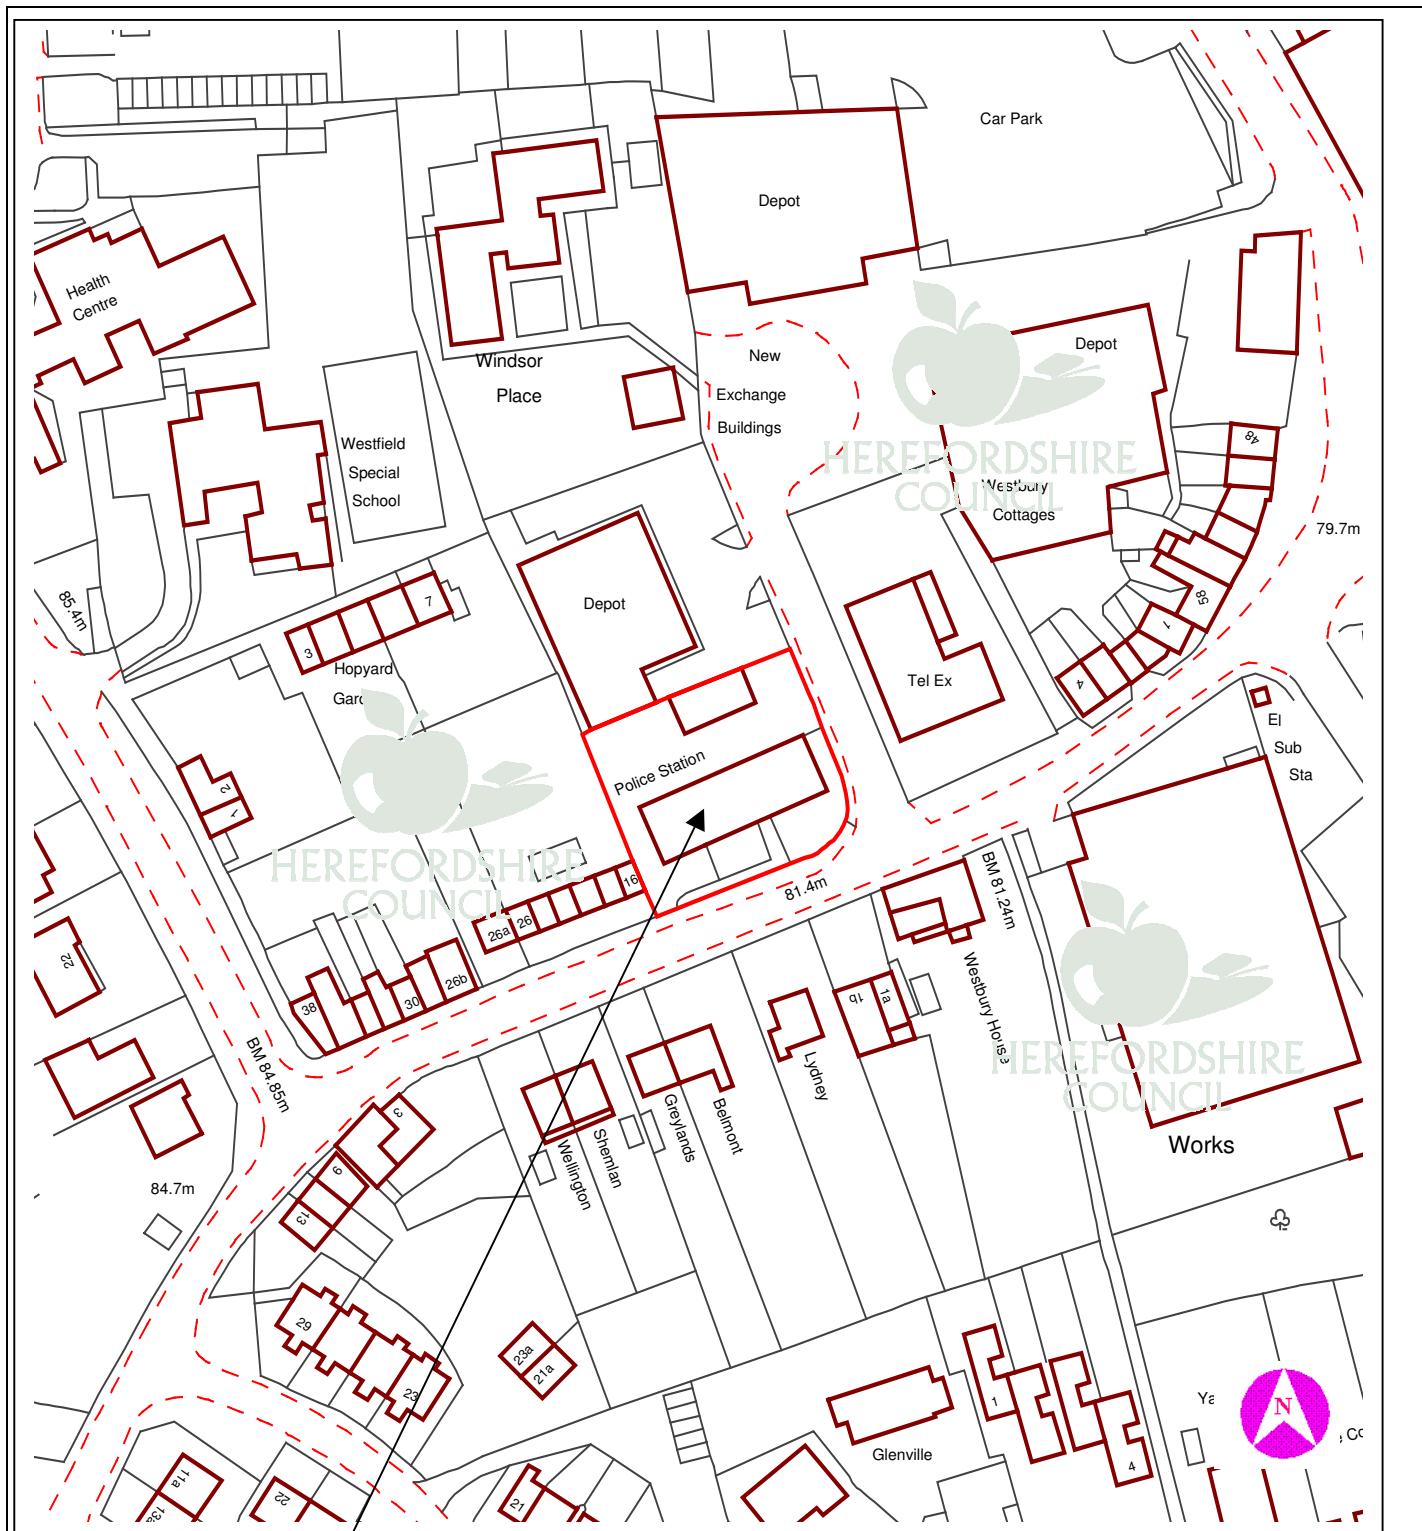 Car Park
Depot
Health
Centre
Windsor
Place
New
Exchange
Buildings
Depot
HEREFORDSHIRE
COUNCIL
Westfield
Special
School
Westbury
Cottages
48
79.7m
85.4m
Depot
7
3
Hopyard
58
1
4
Tel Ex
El
Sub
Sta
Police Station
2
1
HEREFORDSHIRE
COUNCIL
16
26
26a
81.4m
BM 81.24m
22
38
30
26b
1b
1a
Westbury House
HEREFORDSHIRE
COUNCIL
BM 84.85m
Lydney
Belmont
Greylands
Shemlan
Wellington
3
9
13
Works
84.7m
29
23
23a
21a
1
4
N
Glenville
11a
13a
22
21